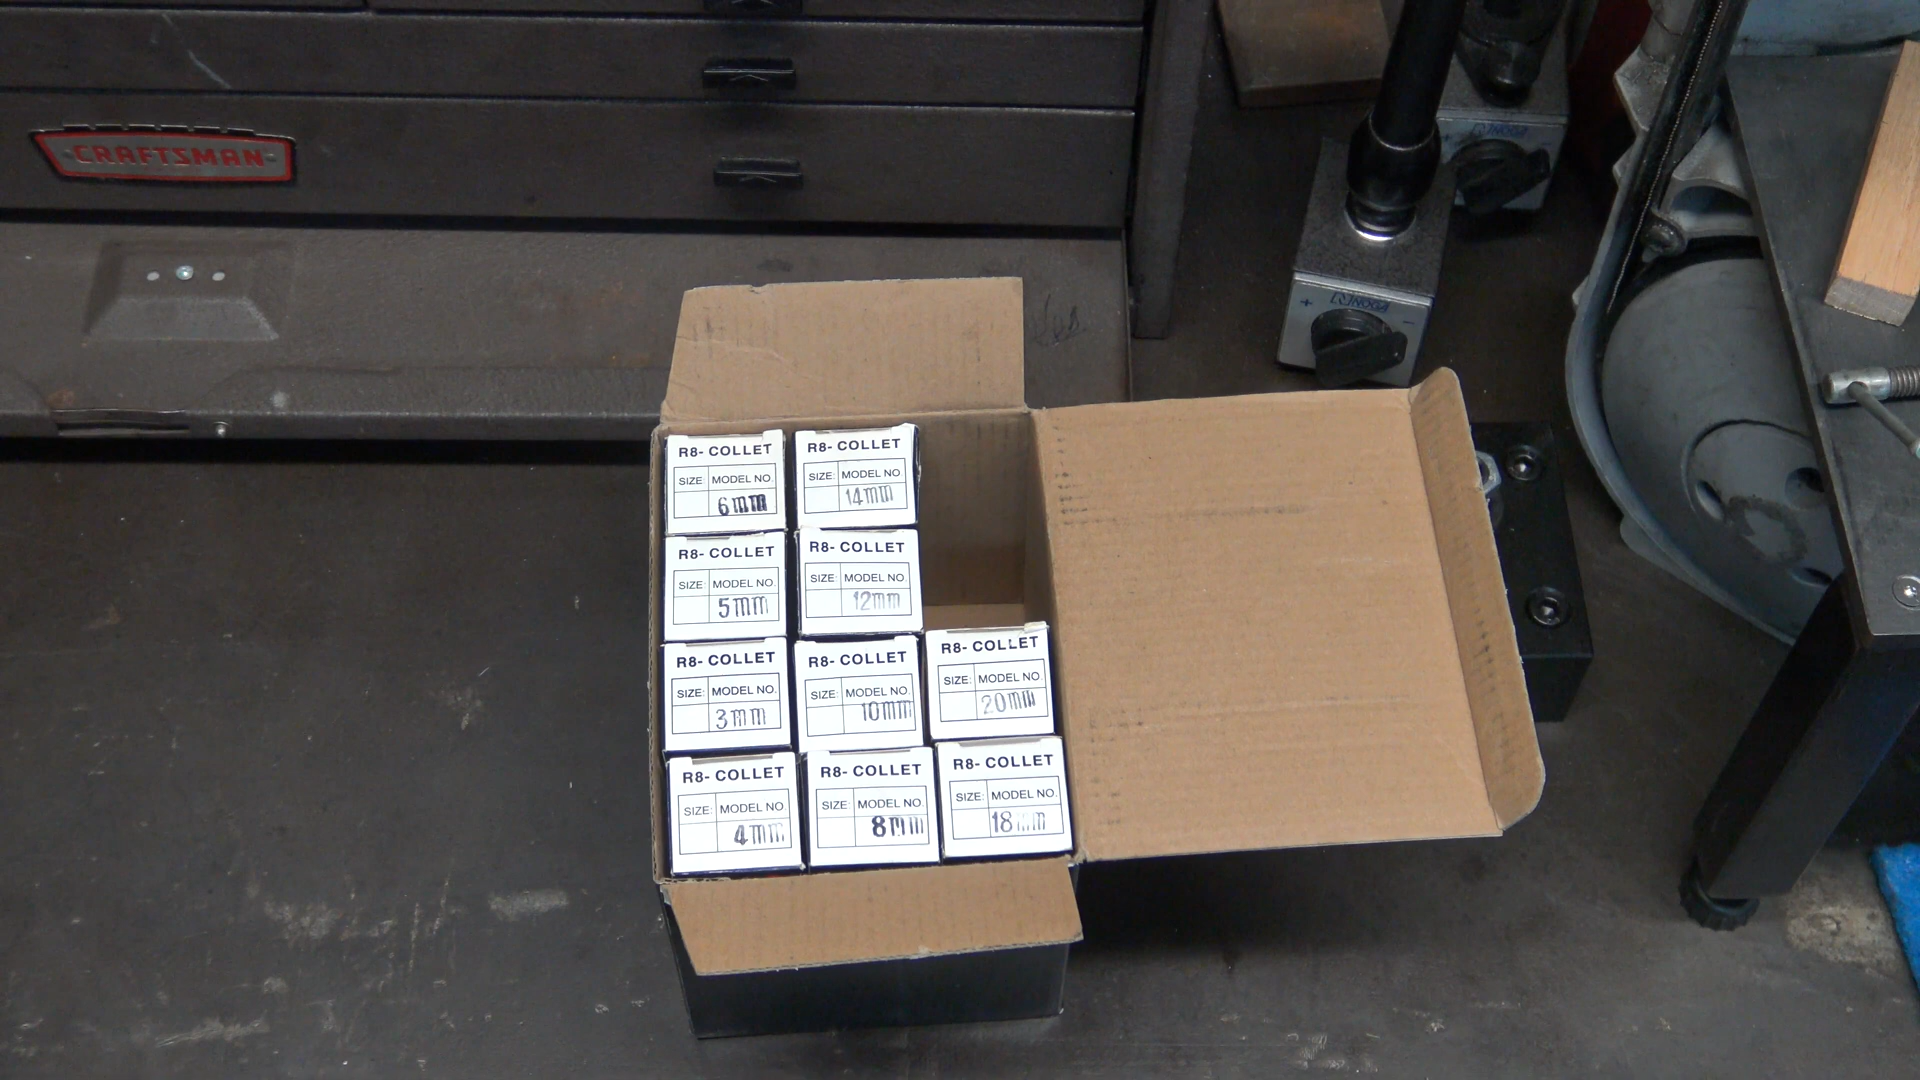 CRAFTSMAN
NOGA
NOGA
R8- COLLET
SIZE: MODEL NO.
6mm
R8- COLLET
SIZE: MODEL NO.
14mm
R8- COLLET
SIZE: MODEL NO.
5mm
R8- COLLET
SIZE: MODEL NO.
12mm
R8- COLLET
SIZE: MODEL NO.
3mm
R8- COLLET
SIZE: MODEL NO.
10mm
R8- COLLET
SIZE: MODEL NO.
20mm
R8- COLLET
SIZE: MODEL NO.
4mm
R8- COLLET
SIZE: MODEL NO.
8mm
R8- COLLET
SIZE: MODEL NO.
18mm